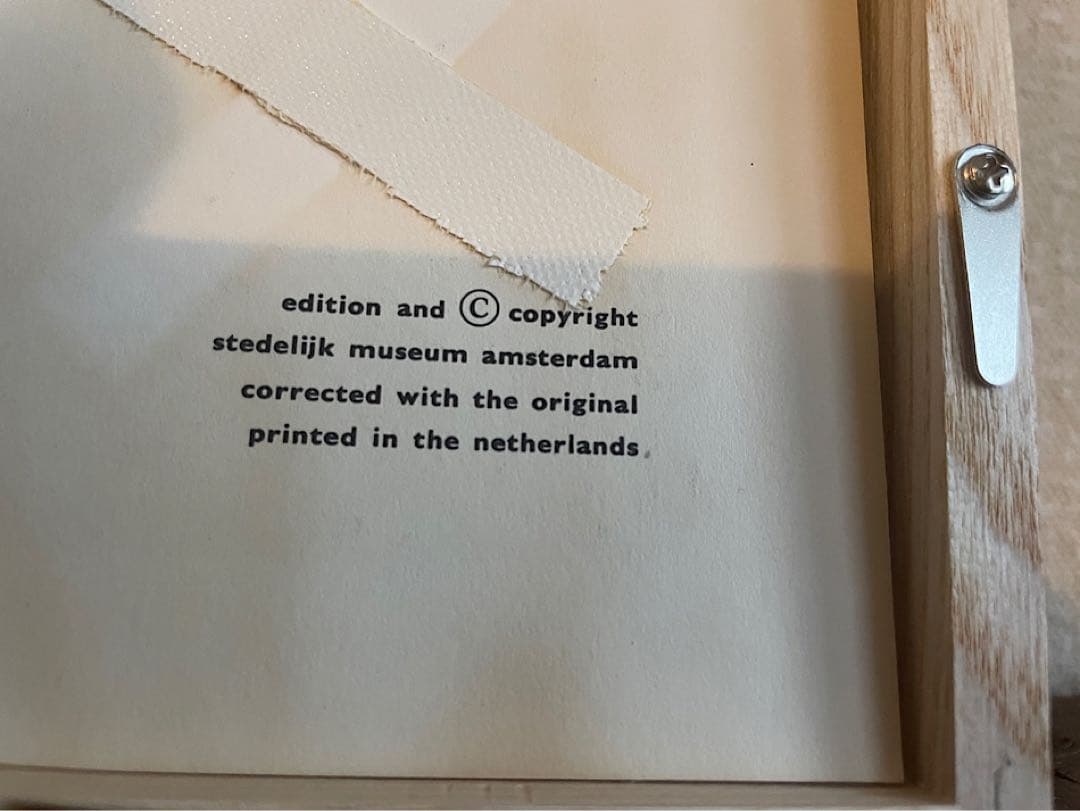 edition and © copyright
stedelijk museum amsterdam
corrected with the original
printed in the netherlands.